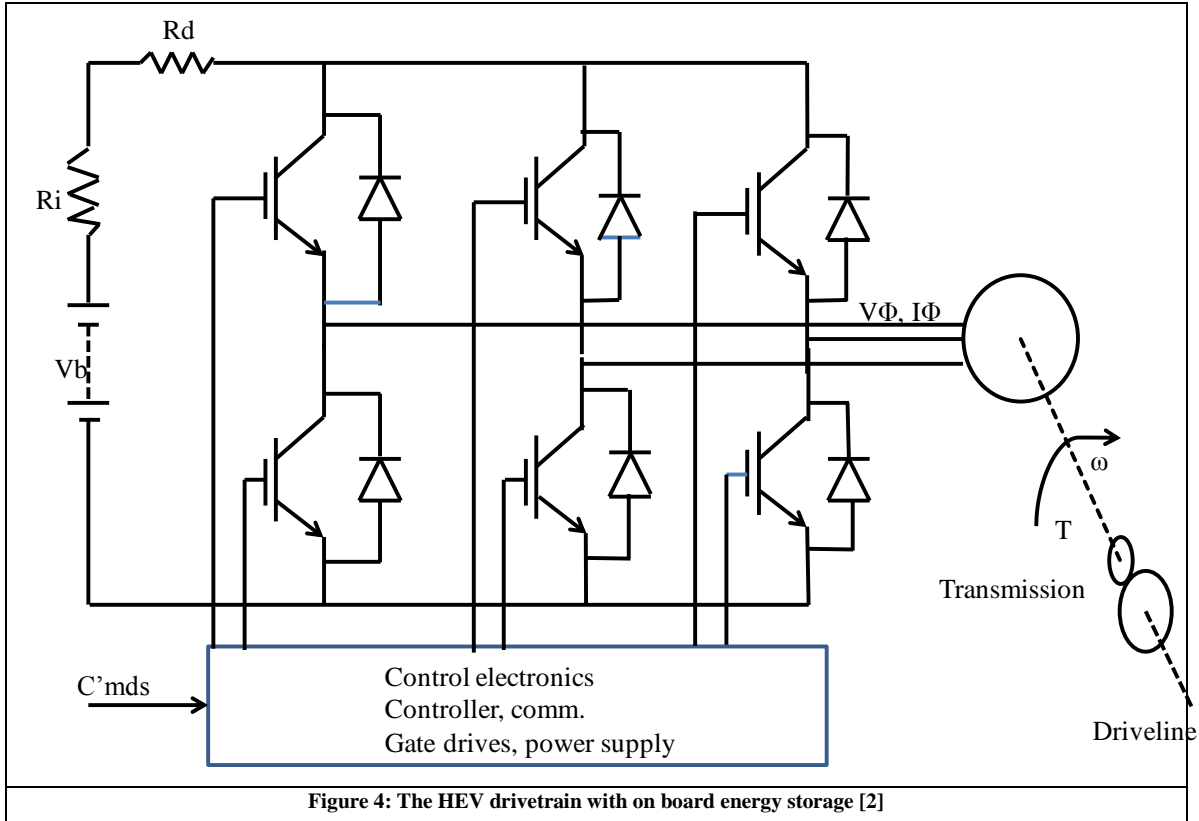 Rd
Ri
Vb
VΦ, IΦ
ω
T
Transmission
Driveline
C’mds
Control electronics
Controller, comm.
Gate drives, power supply
Figure 4: The HEV drivetrain with on board energy storage [2]